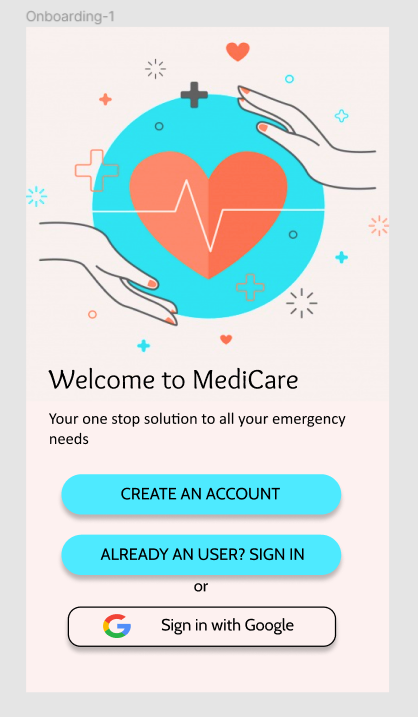 Onboarding-1
Welcome to MediCare
Your one stop solution to all your emergency
needs
CREATE AN ACCOUNT
ALREADY AN USER? SIGN IN
or
Sign in with Google